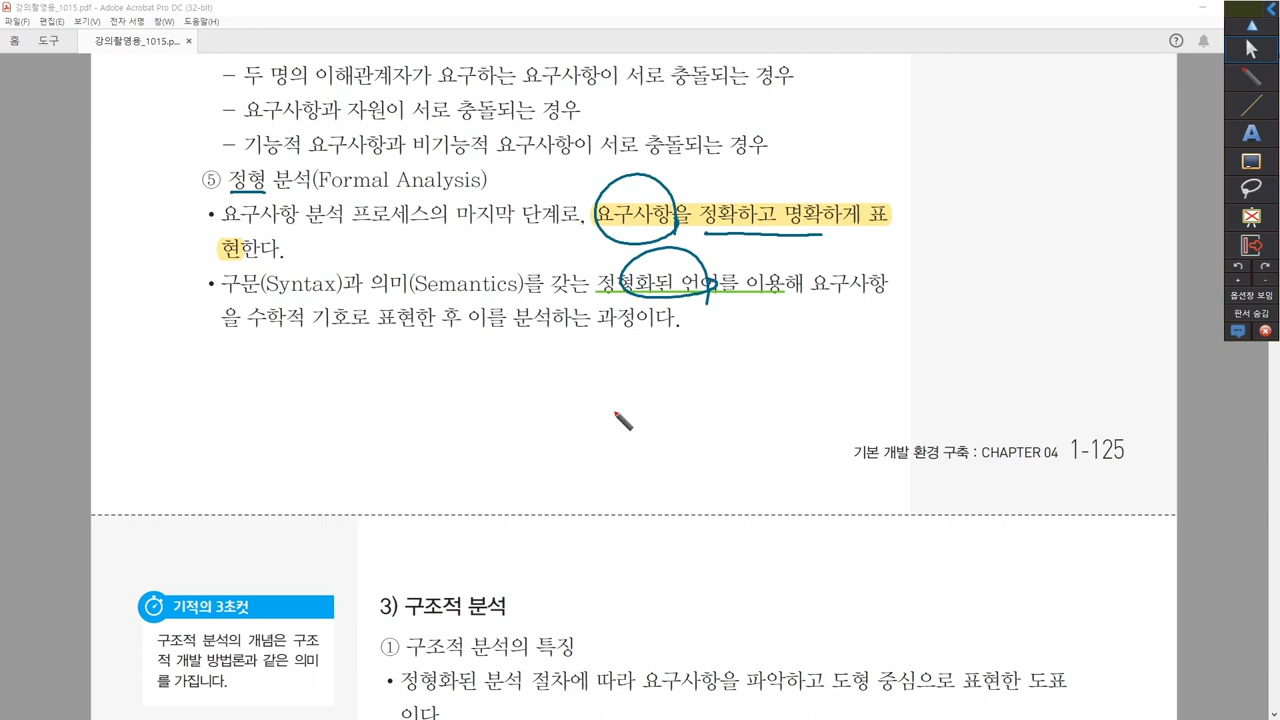 강의촬영용_1015.pdf - Adobe Acrobat Pro DC (32-bit)
파일(F) 편집(E) 보기(V) 전자 서명 창(W) 도움말(H)
홈 도구 강의촬영용_1015.p... ×
- 두 명의 이해관계자가 요구하는 요구사항이 서로 충돌되는 경우
- 요구사항과 자원이 서로 충돌되는 경우
- 기능적 요구사항과 비기능적 요구사항이 서로 충돌되는 경우
⑤ 정형 분석(Formal Analysis)
• 요구사항 분석 프로세스의 마지막 단계로, 요구사항을 정확하고 명확하게 표
현한다.
• 구문(Syntax)과 의미(Semantics)를 갖는 정형화된 언어를 이용해 요구사항
을 수학적 기호로 표현한 후 이를 분석하는 과정이다.
기본 개발 환경 구축 : CHAPTER 04 1-125
기적의 3초컷
구조적 분석의 개념은 구조
적 개발 방법론과 같은 의미
를 가집니다.
3) 구조적 분석
① 구조적 분석의 특징
• 정형화된 분석 절차에 따라 요구사항을 파악하고 도형 중심으로 표현한 도표
이다
A
옵션창 보임
판서 숨김